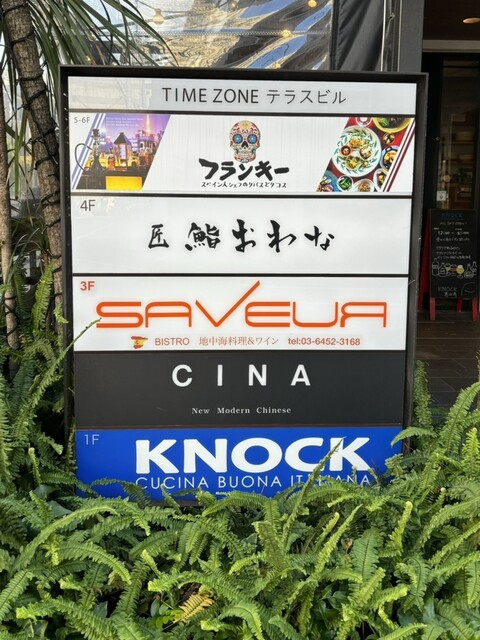 TIME ZONE テラスビル
5-6F
フランキー
スペイン人シェフのタパスとタコス
4F
匠 鮨 おわな
3F
SAVEUR
BISTRO 地中海料理&ワイン tel:03-6452-3168
CINA
New Modern Chinese
1F
KNOCK
CUCINA BUONA ITALIANA
KNOCK